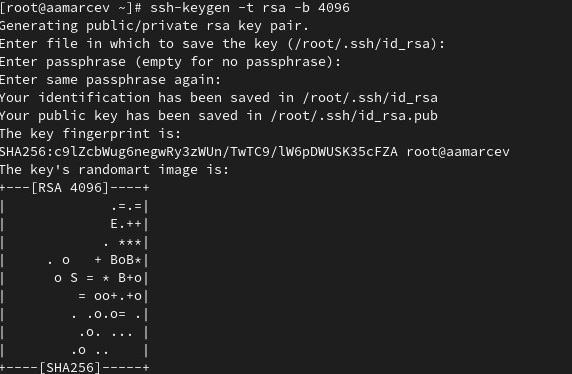 [root@aamarcev ~]# ssh-keygen -t rsa -b 4096
Generating public/private rsa key pair.
Enter file in which to save the key (/root/.ssh/id_rsa):
Enter passphrase (empty for no passphrase):
Enter same passphrase again:
Your identification has been saved in /root/.ssh/id_rsa
Your public key has been saved in /root/.ssh/id_rsa.pub
The key fingerprint is:
SHA256:c9lZcbWug6negwRy3zWUn/TwTC9/lW6pDWUSK35cFZA root@aamarcev
The key's randomart image is:
+---[RSA 4096]----+
|             .=.=|
|             E.++|
|            . ***|
|     . o   + BoB*|
|      o S = * B+o|
|         = oo+.+o|
|        . .o.o= .|
|         .o. ... |
|        .o ..    |
+----[SHA256]-----+